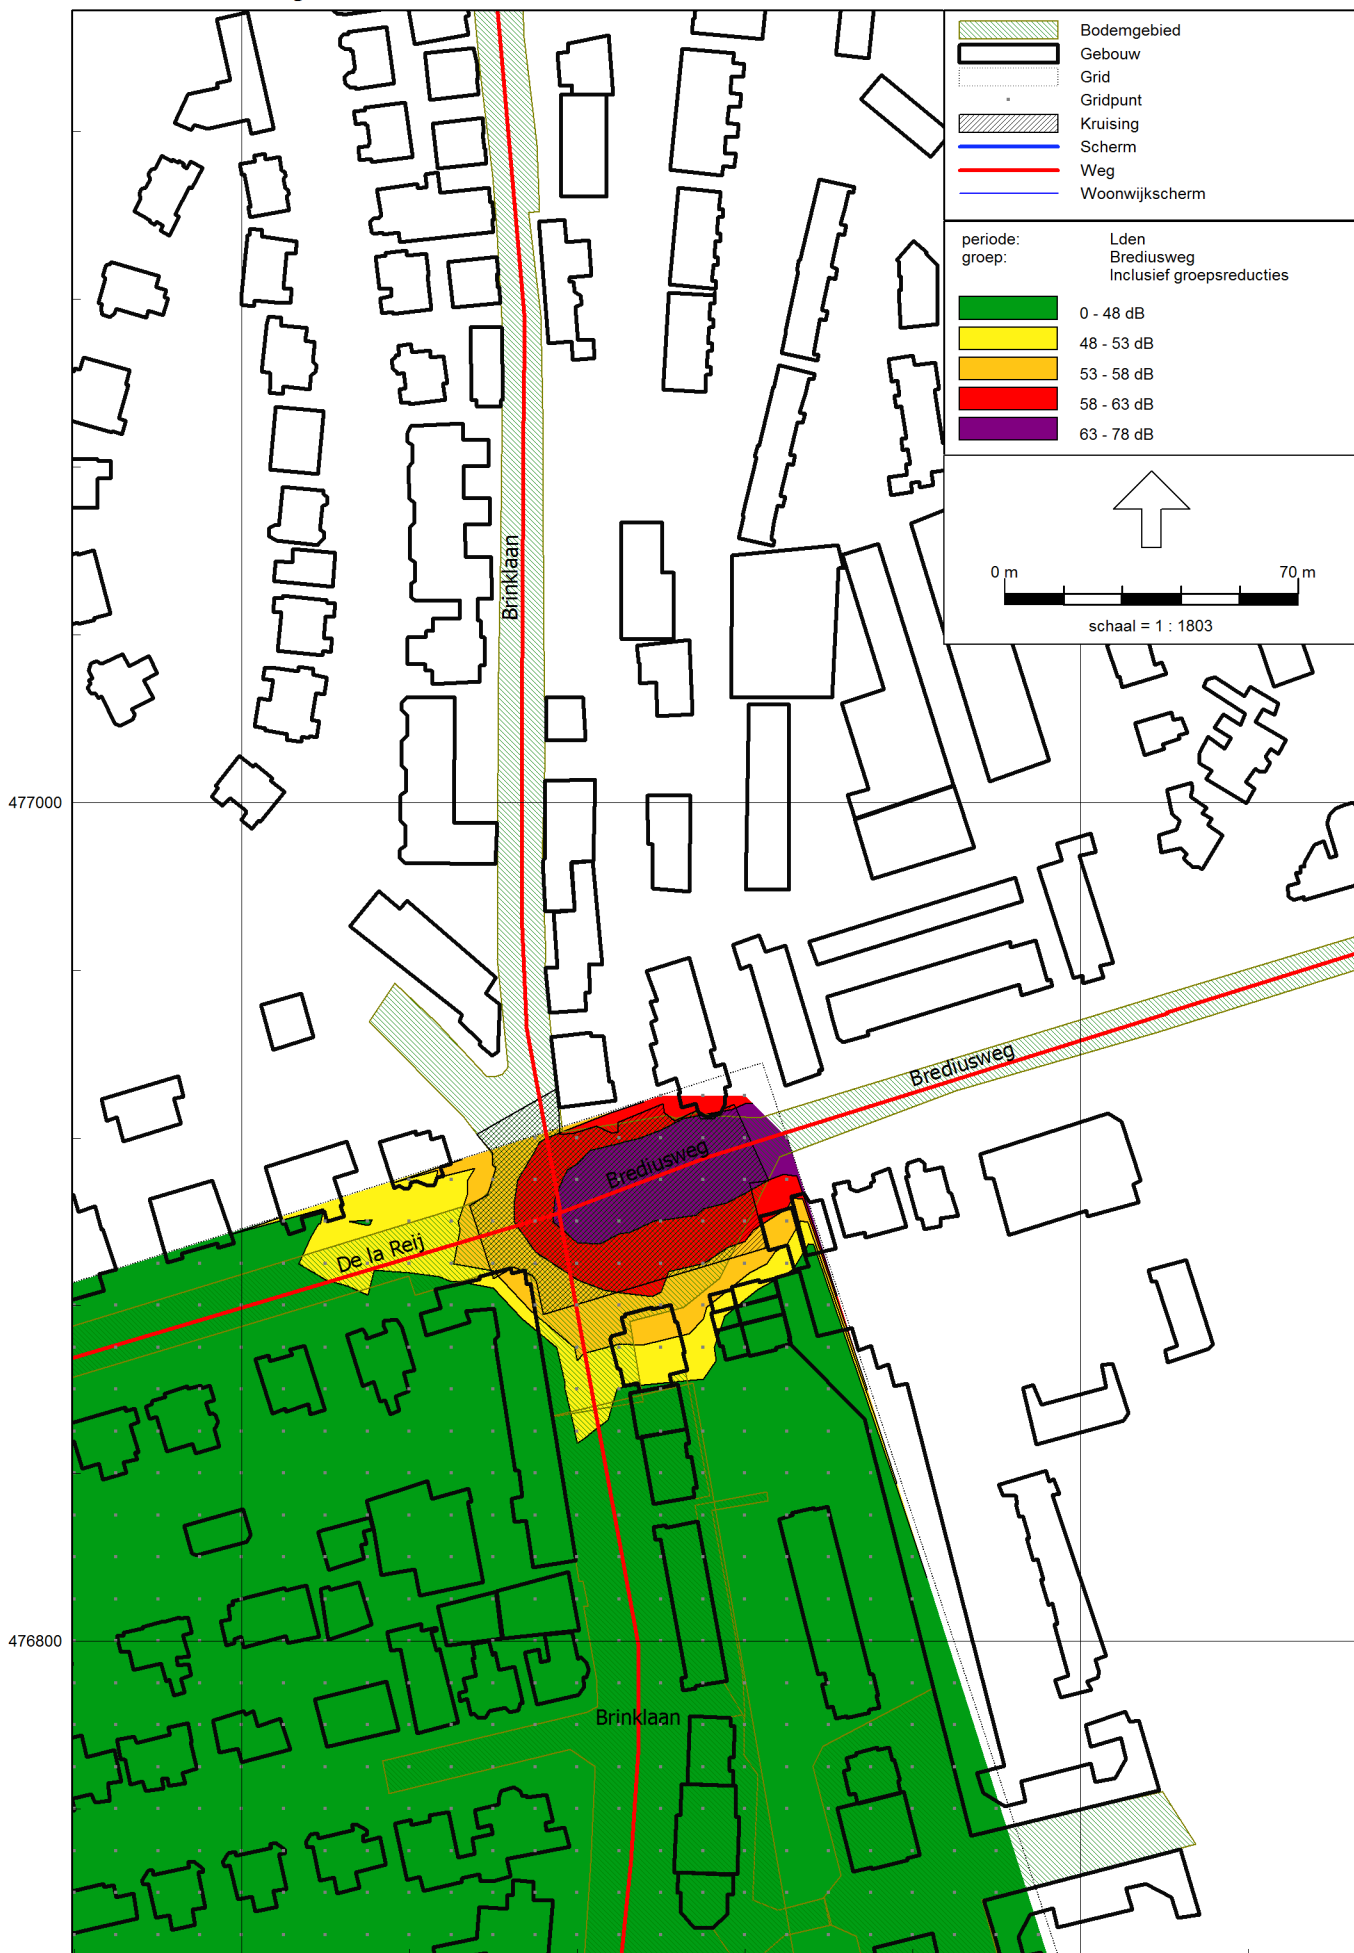 Bodemgebied
Gebouw
Grid
Gridpunt
Kruising
Scherm
Weg
Woonwijkscherm
periode: Lden
groep: Brediusweg
Inclusief groepsreducties
0 - 48 dB
48 - 53 dB
53 - 58 dB
58 - 63 dB
63 - 78 dB
0 m 70 m
schaal = 1 : 1803
Brinklaan
477000
Brediusweg
Brediusweg
De la Reij
476800
Brinklaan